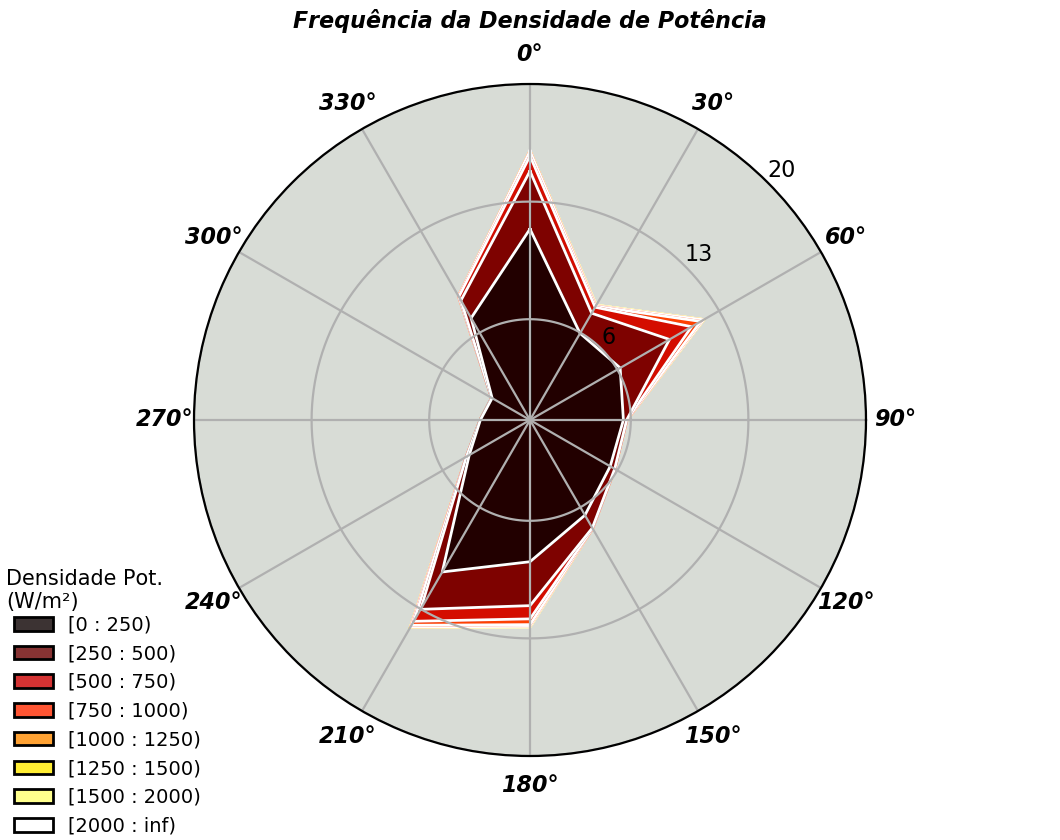 Frequência da Densidade de Potência
0°
330°
30°
20
300°
60°
13
6
270°
90°
240°
120°
210°
150°
180°
Densidade Pot.
(W/m²)
[0 : 250)
[250 : 500)
[500 : 750)
[750 : 1000)
[1000 : 1250)
[1250 : 1500)
[1500 : 2000)
[2000 : inf)